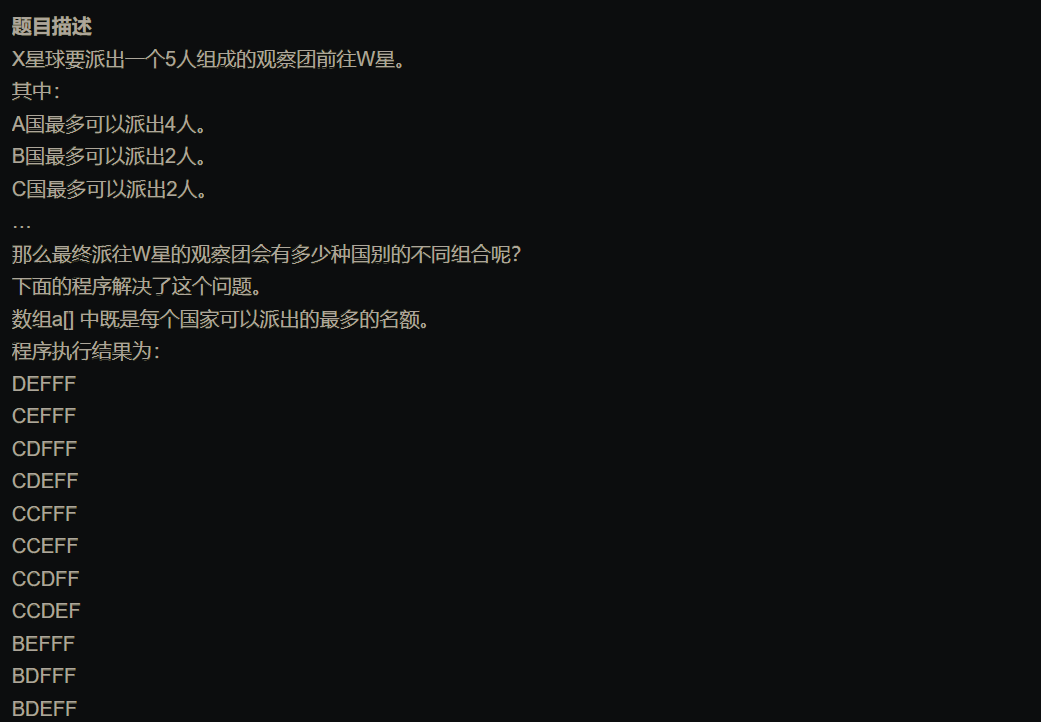 题目描述
X星球要派出一个5人组成的观察团前往W星。
其中：
A国最多可以派出4人。
B国最多可以派出2人。
C国最多可以派出2人。
…
那么最终派往W星的观察团会有多少种国别的不同组合呢？
下面的程序解决了这个问题。
数组a[] 中既是每个国家可以派出的最多的名额。
程序执行结果为：
DEFFF
CEFFF
CDFFF
CDEFF
CCFFF
CCEFF
CCDFF
CCDEF
BEFFF
BDFFF
BDEFF